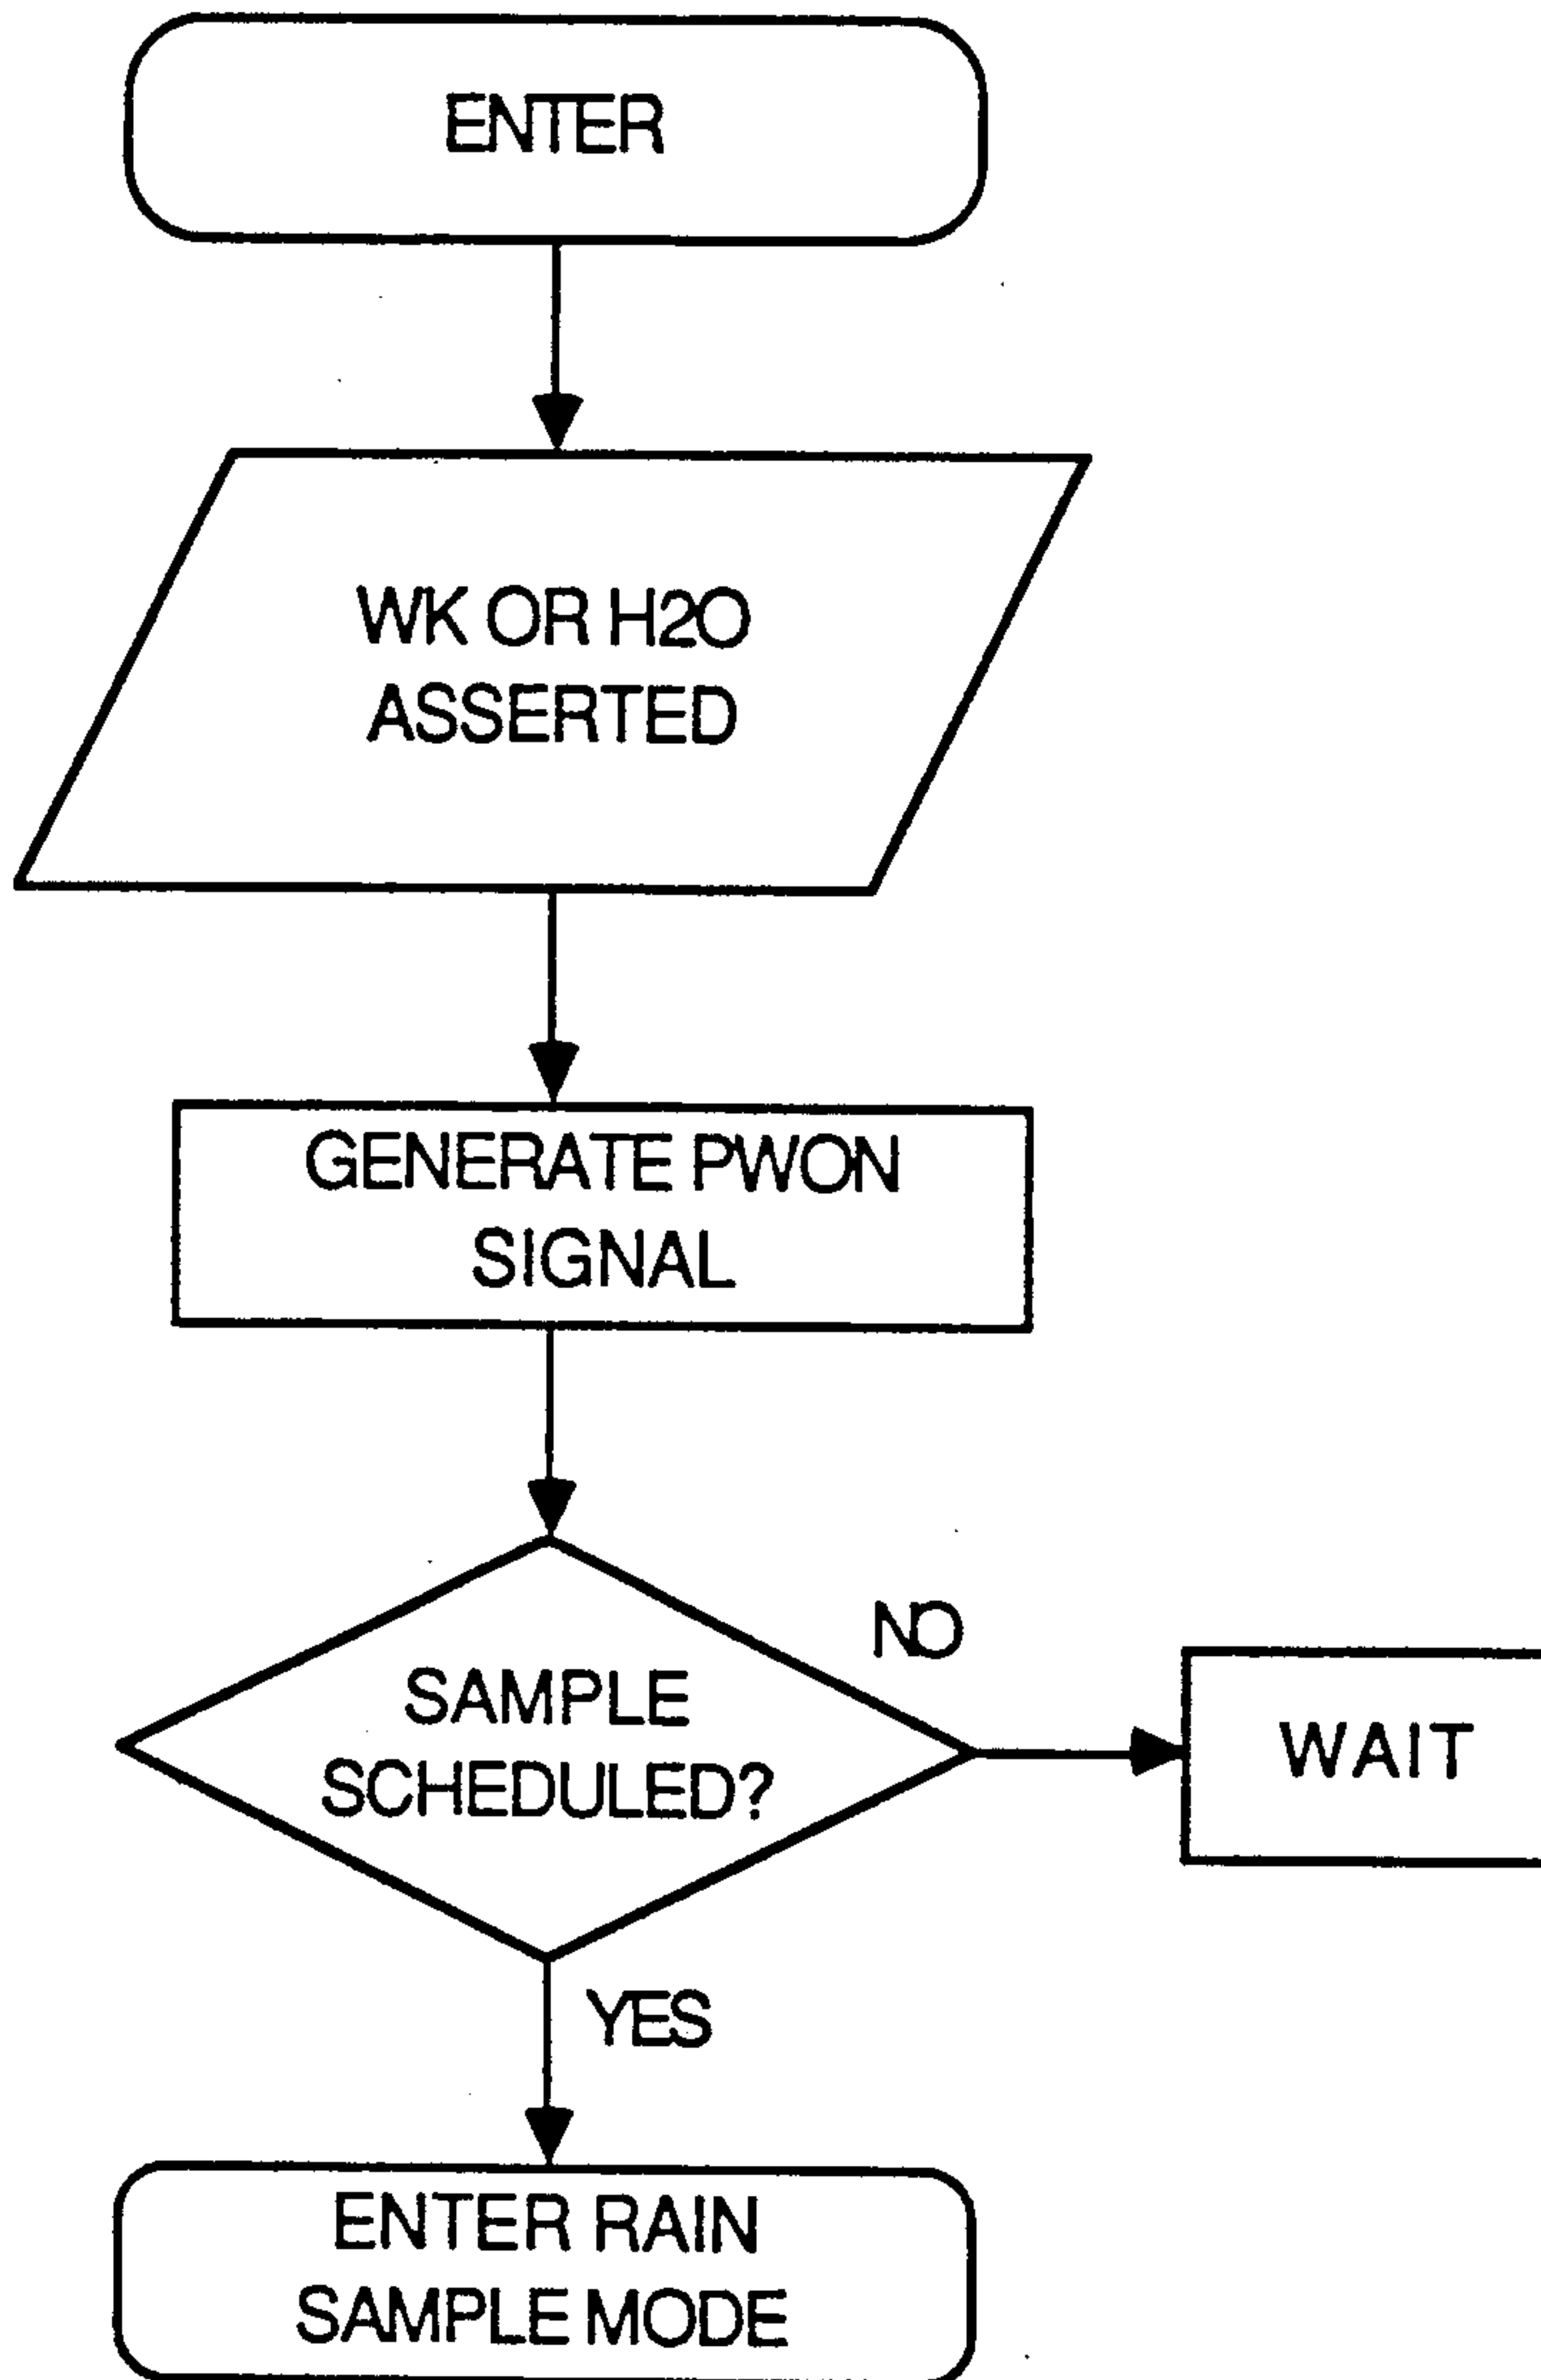 ENTER
WK OR H2O
ASSERTED
GENERATE PWON
SIGNAL
SAMPLE
SCHEDULED?
NO
WAIT
YES
ENTER RAIN
SAMPLE MODE